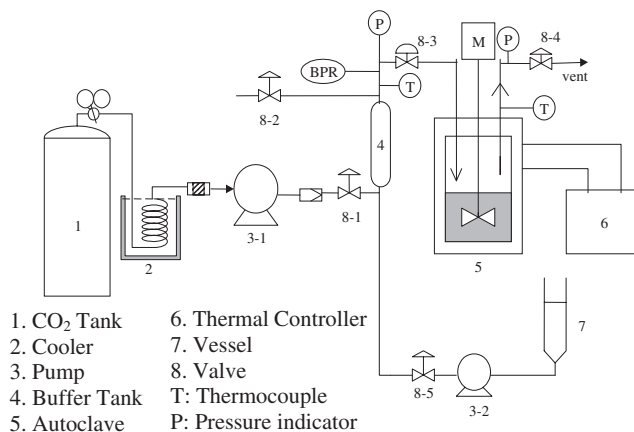 P
8-3
M
P
8-4
vent
BPR
T
T
8-2
4
1
2
3-1
8-1
5
6
7
8-5
3-2
1. CO₂ Tank
2. Cooler
3. Pump
4. Buffer Tank
5. Autoclave
6. Thermal Controller
7. Vessel
8. Valve
T: Thermocouple
P: Pressure indicator